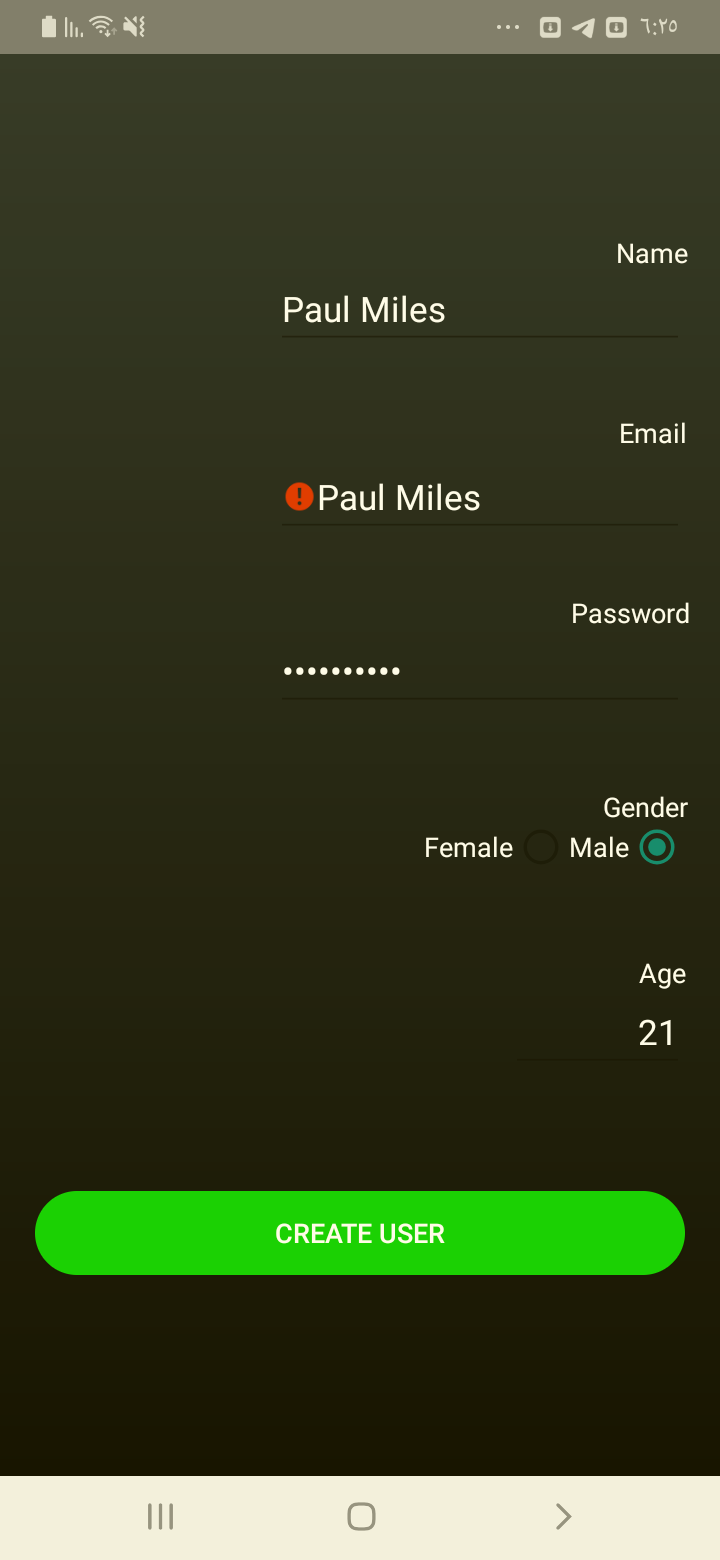 ٦:٢٥
Name
Paul Miles
Email
Paul Miles
Password
••••••••••
Gender
Female Male
Age
21
CREATE USER